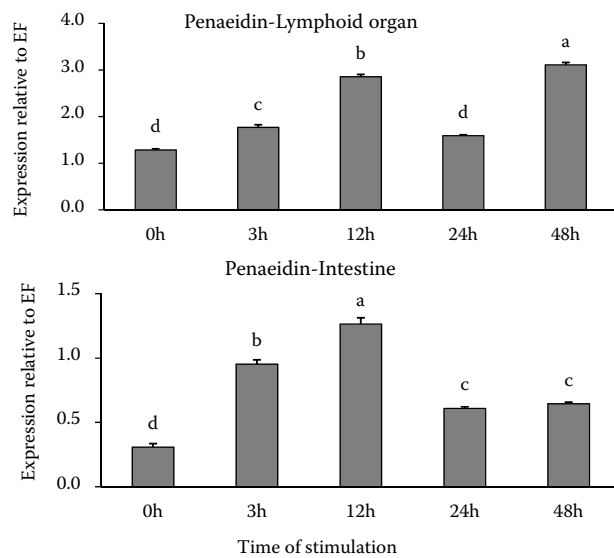 Penaeidin-Lymphoid organ
Expression relative to EF
4.0
3.0
2.0
1.0
0.0
d
c
b
d
a
0h 3h 12h 24h 48h
Penaeidin-Intestine
Expression relative to EF
1.5
1.0
0.5
0.0
d
b
a
c
c
0h 3h 12h 24h 48h
Time of stimulation